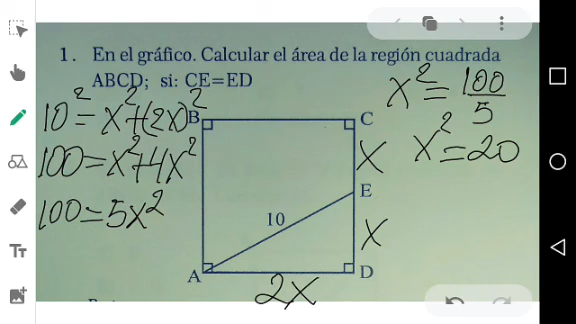 1. En el gráfico. Calcular el área de la región cuadrada
ABCD; si: CE=ED
10²=x²+(2x)²
100=x²+4x²
100=5x²
x²=100/5
x²=20
B
C
x
E
10
x
A
D
2x
Tт